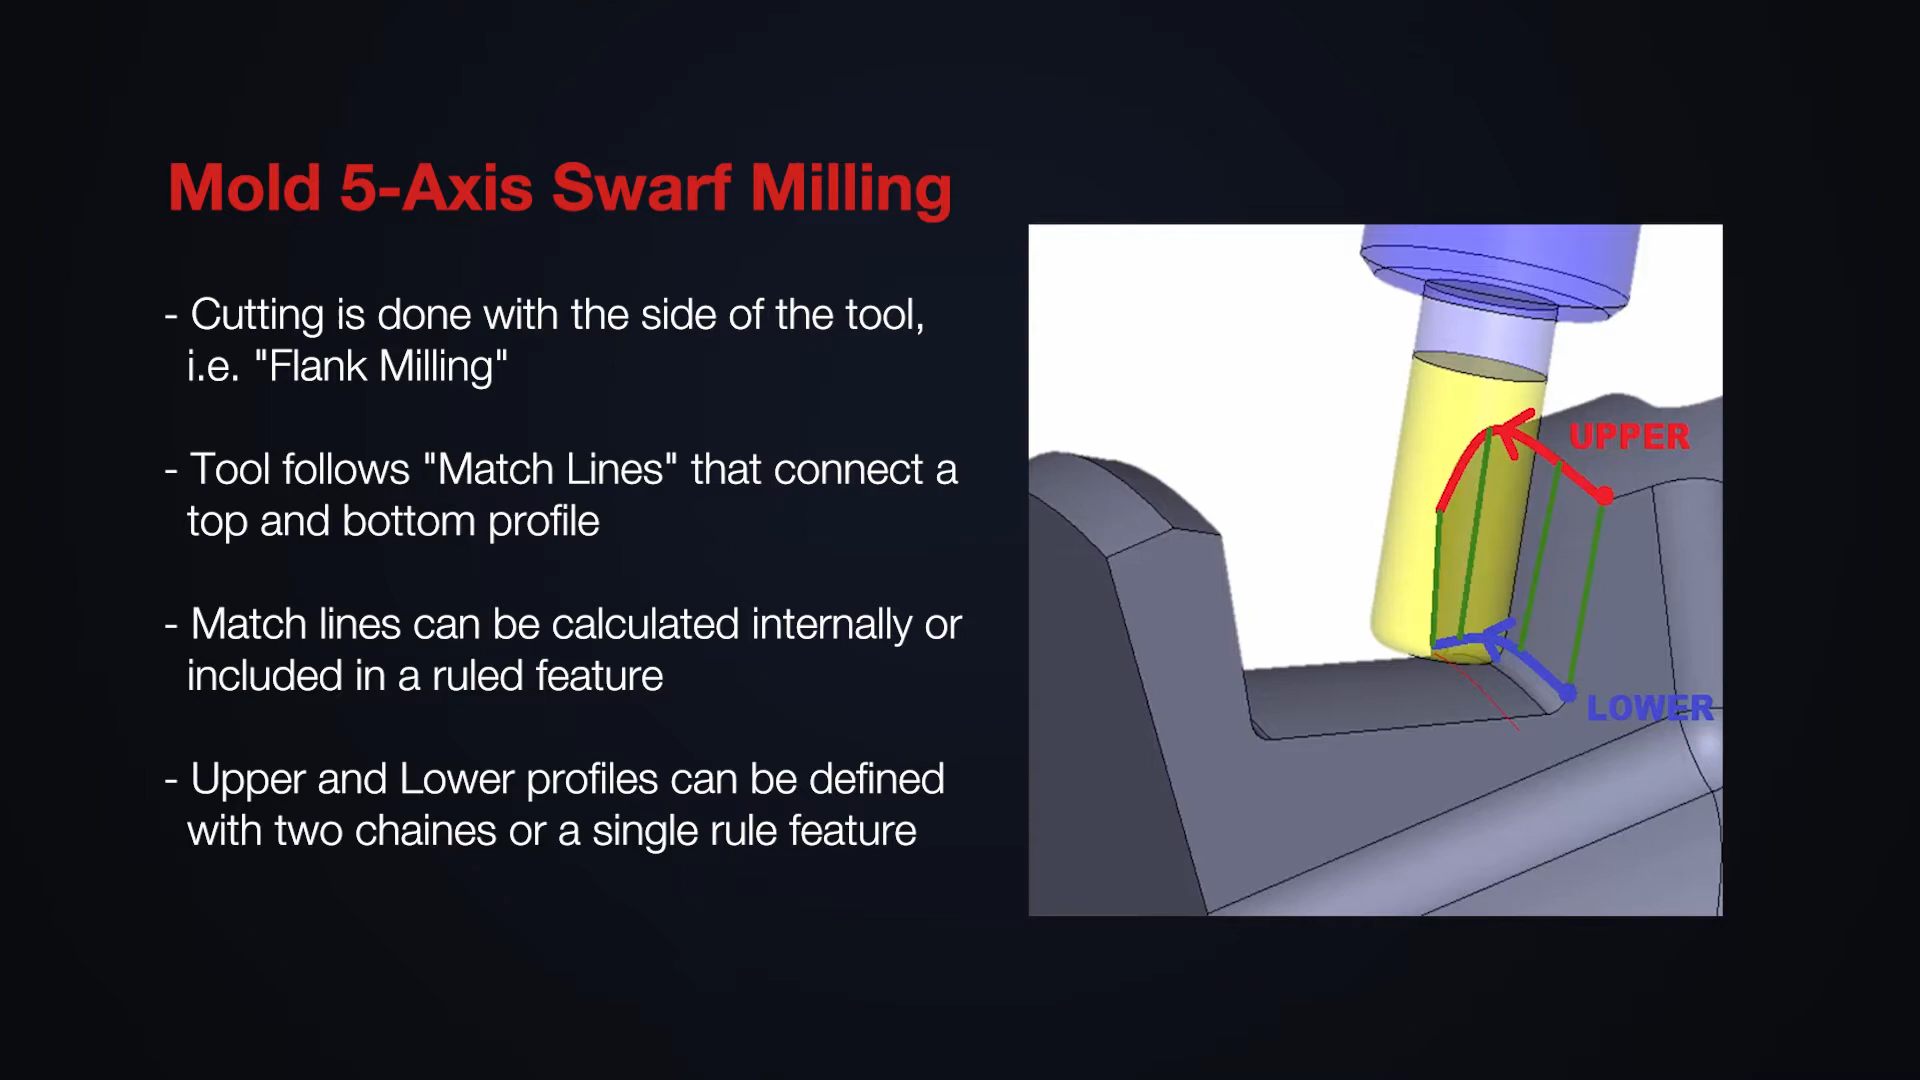 Mold 5-Axis Swarf Milling
- Cutting is done with the side of the tool,
i.e. "Flank Milling"
- Tool follows "Match Lines" that connect a
top and bottom profile
- Match lines can be calculated internally or
included in a ruled feature
- Upper and Lower profiles can be defined
with two chaines or a single rule feature
UPPER
LOWER